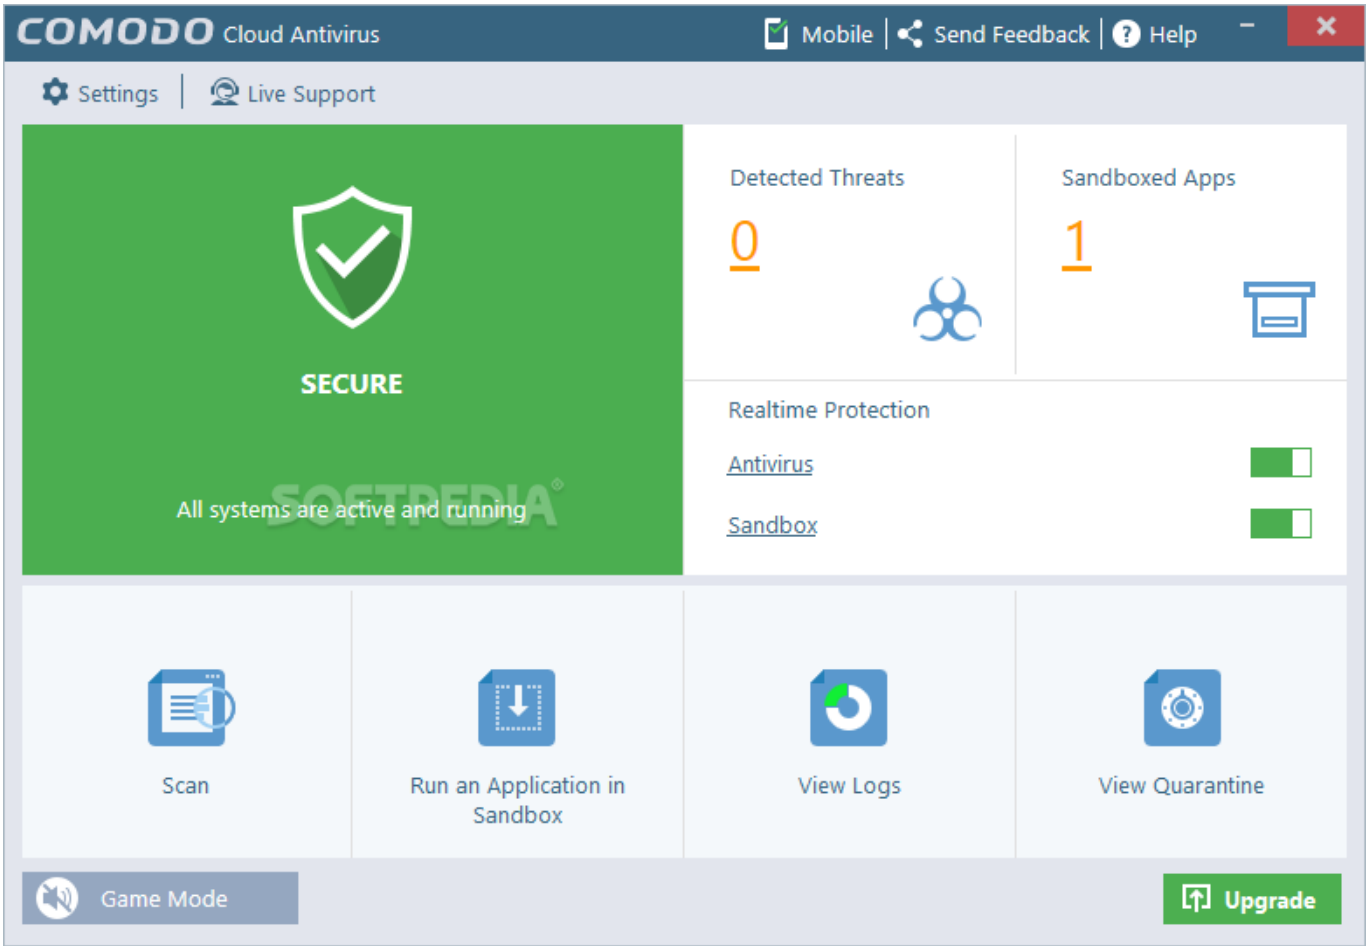 COMODO Cloud Antivirus
Mobile
Send Feedback
? Help
Settings
Live Support
SECURE
SOFTPEDIA®
All systems are active and running
Detected Threats
0
Sandboxed Apps
1
Realtime Protection
Antivirus
Sandbox
Scan
Run an Application in
Sandbox
View Logs
View Quarantine
Game Mode
Upgrade